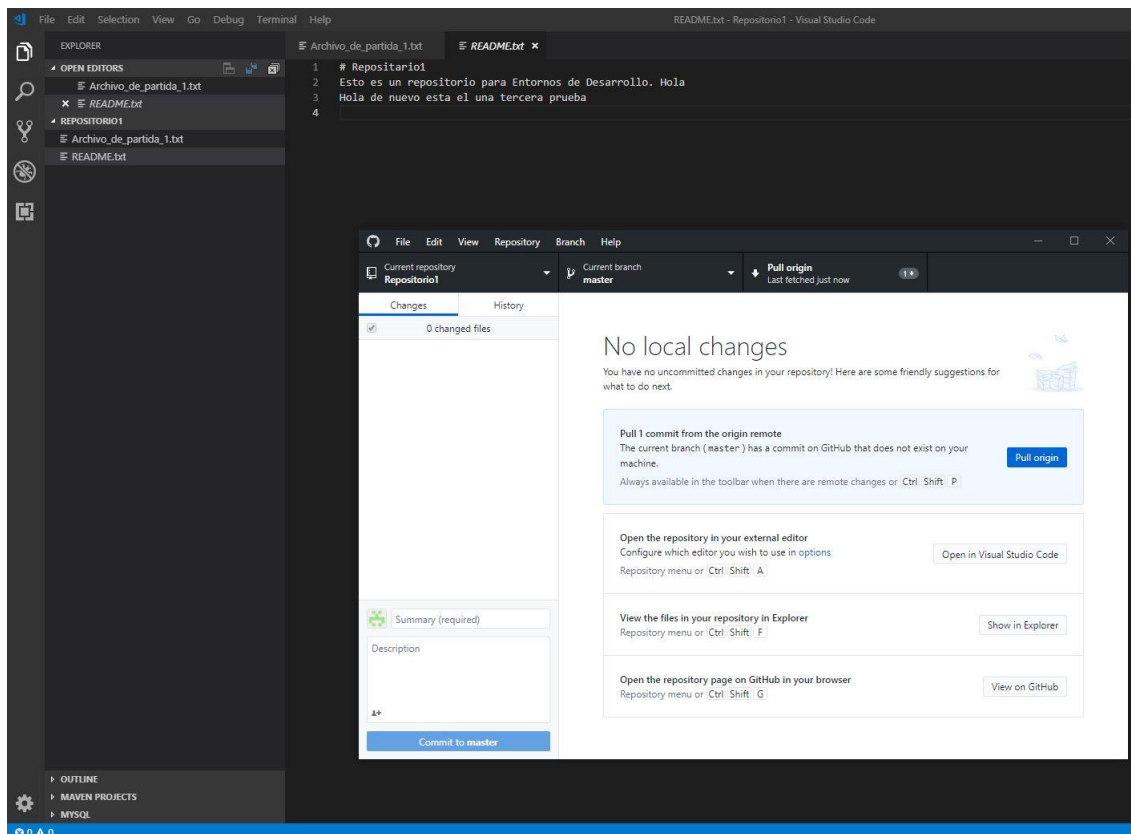 File Edit Selection View Go Debug Terminal Help
README.txt - Repositorio1 - Visual Studio Code
EXPLORER
OPEN EDITORS
Archivo_de_partida_1.txt
README.txt
REPOSITORIO1
Archivo_de_partida_1.txt
README.txt
Archivo_de_partida_1.txt README.txt
1 # Repositario1
2 Esto es un repositorio para Entornos de Desarrollo. Hola
3 Hola de nuevo esta el una tercera prueba
4
File Edit View Repository Branch Help
Current repository
Repositorio1
Current branch
master
Pull origin
Last fetched just now
1
Changes History
0 changed files
No local changes
You have no uncommitted changes in your repository! Here are some friendly suggestions for
what to do next.
Pull 1 commit from the origin remote
The current branch (master) has a commit on GitHub that does not exist on your
machine.
Always available in the toolbar when there are remote changes or Ctrl Shift P
Pull origin
Open the repository in your external editor
Configure which editor you wish to use in options
Repository menu or Ctrl Shift A
Open in Visual Studio Code
View the files in your repository in Explorer
Repository menu or Ctrl Shift F
Show in Explorer
Open the repository page on GitHub in your browser
Repository menu or Ctrl Shift G
View on GitHub
Summary (required)
Description
Commit to master
OUTLINE
MAVEN PROJECTS
MYSQL
0 0